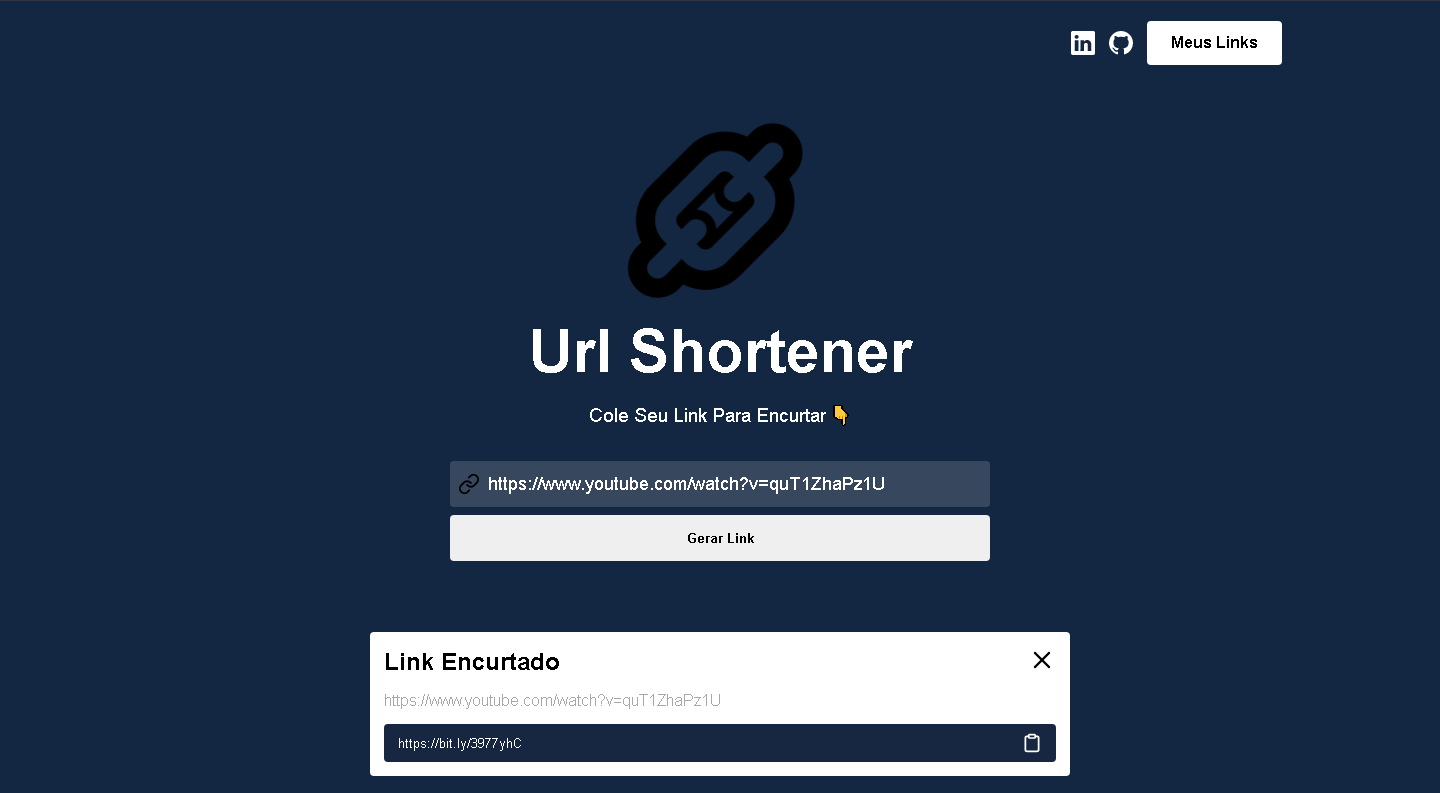 in
Meus Links
Url Shortener
Cole Seu Link Para Encurtar 👇
https://www.youtube.com/watch?v=quT1ZhaPz1U
Gerar Link
Link Encurtado
https://www.youtube.com/watch?v=quT1ZhaPz1U
https://bit.ly/3977yhC